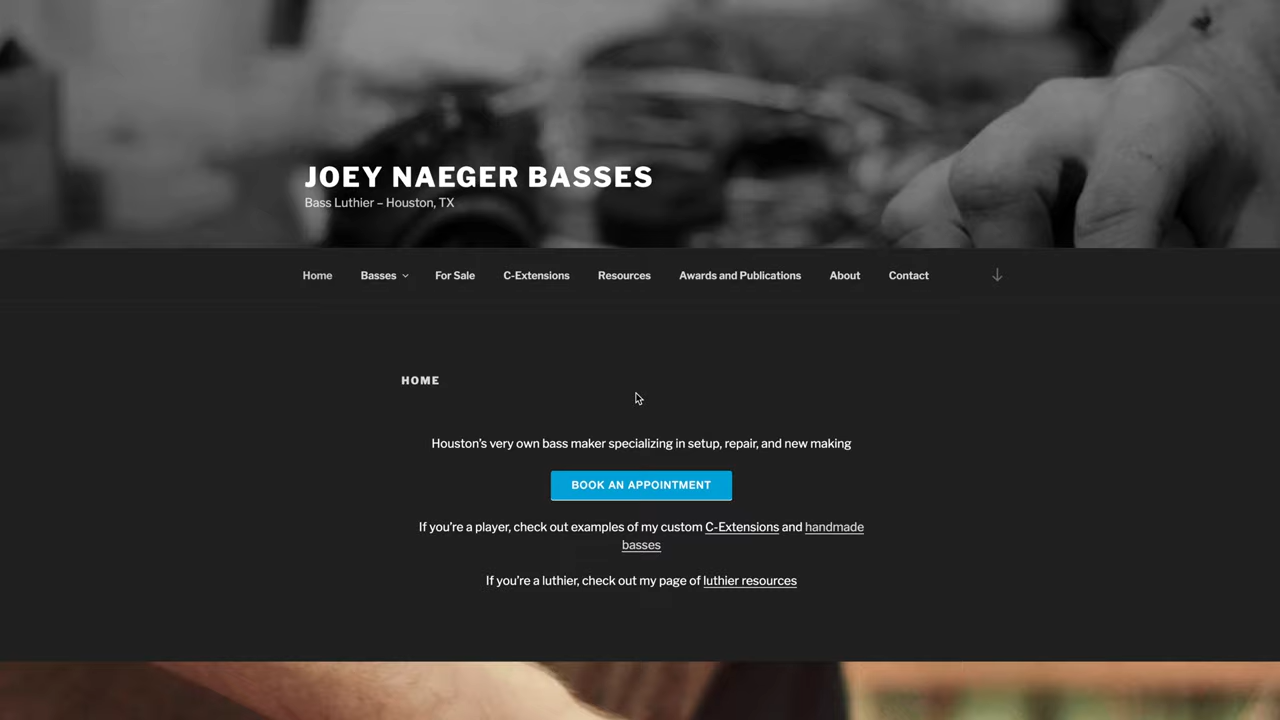 JOEY NAEGER BASSES
Bass Luthier – Houston, TX
Home Basses For Sale C-Extensions Resources Awards and Publications About Contact
HOME
Houston's very own bass maker specializing in setup, repair, and new making
BOOK AN APPOINTMENT
If you're a player, check out examples of my custom C-Extensions and handmade
basses
If you're a luthier, check out my page of luthier resources